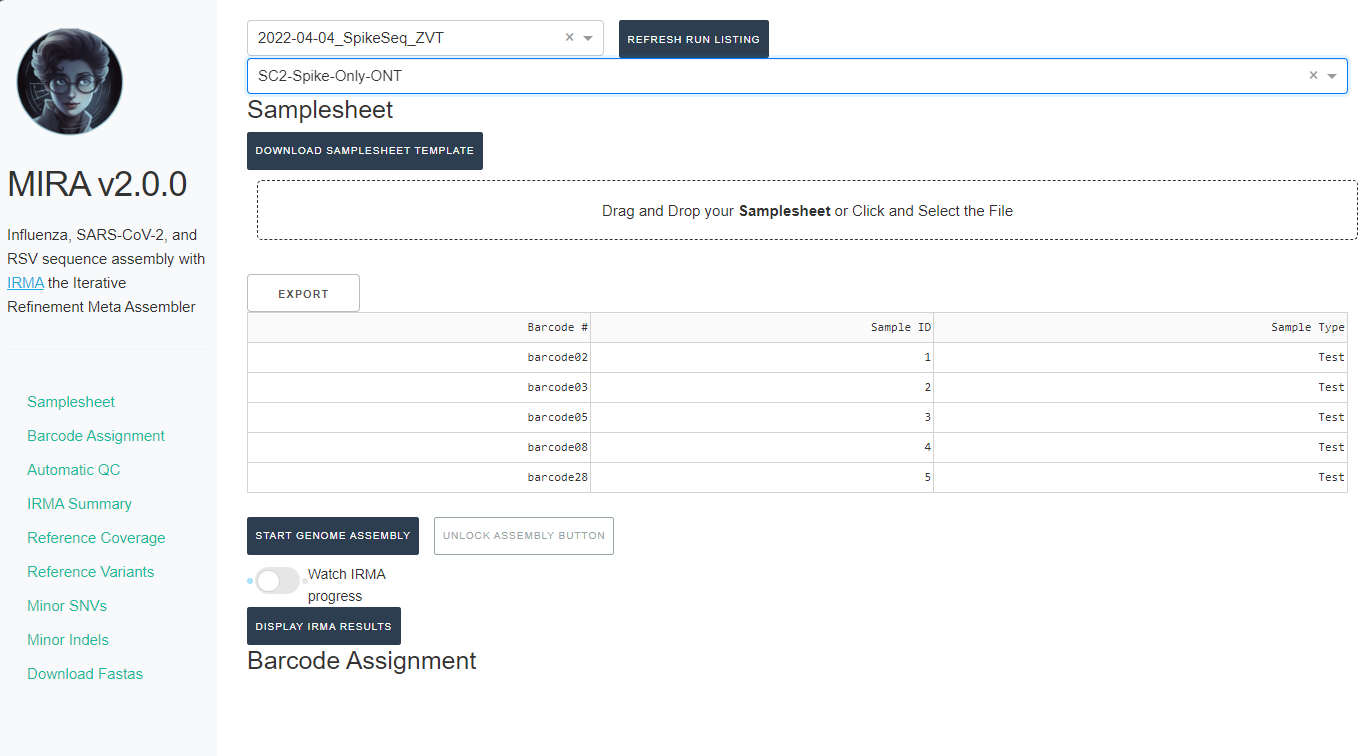 MIRA v2.0.0
Influenza, SARS-CoV-2, and
RSV sequence assembly with
IRMA the Iterative
Refinement Meta Assembler
Samplesheet
Barcode Assignment
Automatic QC
IRMA Summary
Reference Coverage
Reference Variants
Minor SNVs
Minor Indels
Download Fastas
2022-04-04_SpikeSeq_ZVT × REFRESH RUN LISTING
SC2-Spike-Only-ONT ×
Samplesheet
DOWNLOAD SAMPLESHEET TEMPLATE
Drag and Drop your Samplesheet or Click and Select the File
EXPORT
Barcode # Sample ID Sample Type
barcode02 1 Test
barcode03 2 Test
barcode05 3 Test
barcode08 4 Test
barcode28 5 Test
START GENOME ASSEMBLY UNLOCK ASSEMBLY BUTTON
Watch IRMA
progress
DISPLAY IRMA RESULTS
Barcode Assignment